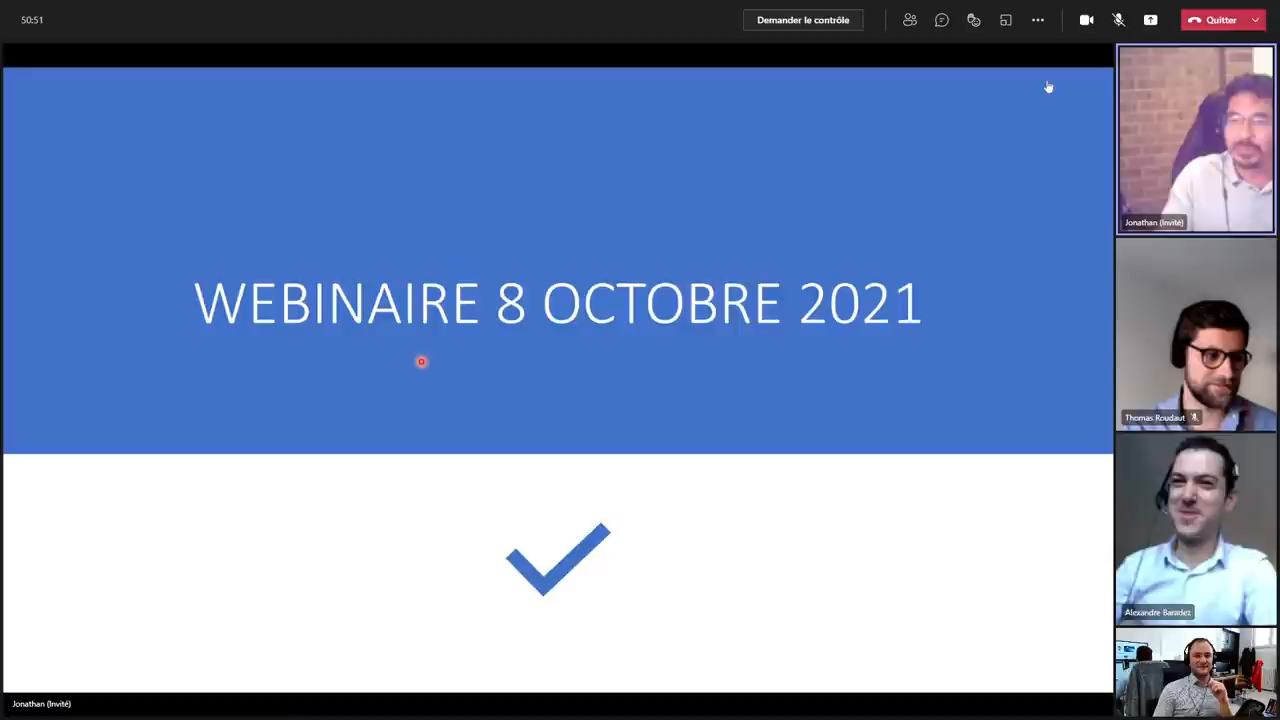 50:51
Demander le contrôle
Quitter
WEBINAIRE 8 OCTOBRE 2021
Jonathan (Invité)
Thomas Roudaut
Alexandre Baradez
Jonathan (Invité)